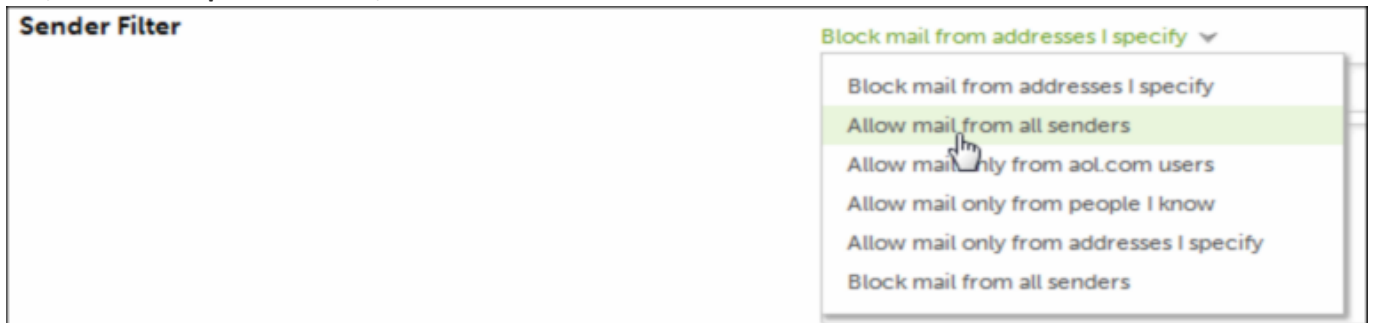 Sender Filter
Block mail from addresses I specify
Block mail from addresses I specify
Allow mail from all senders
Allow mail only from aol.com users
Allow mail only from people I know
Allow mail only from addresses I specify
Block mail from all senders